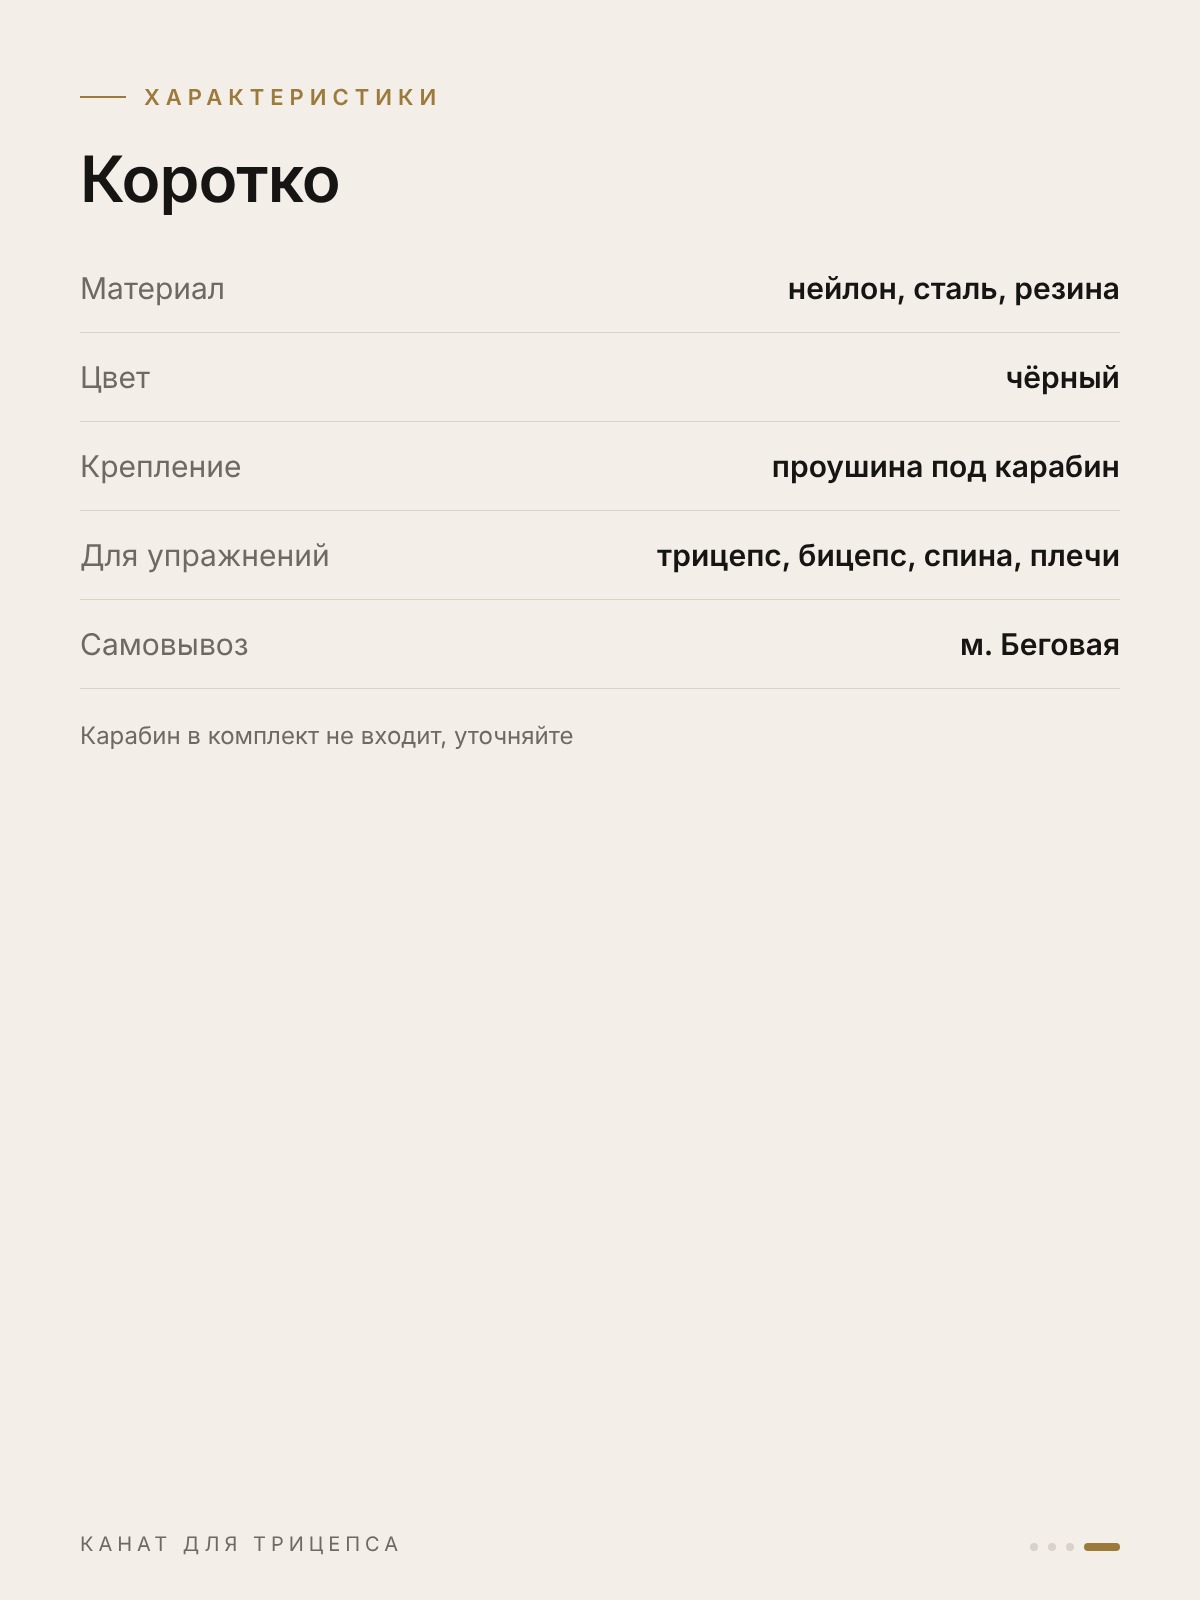 ХАРАКТЕРИСТИКИ
Коротко
Материал нейлон, сталь, резина
Цвет чёрный
Крепление проушина под карабин
Для упражнений трицепс, бицепс, спина, плечи
Самовывоз м. Беговая
Карабин в комплект не входит, уточняйте
КАНАТ ДЛЯ ТРИЦЕПСА